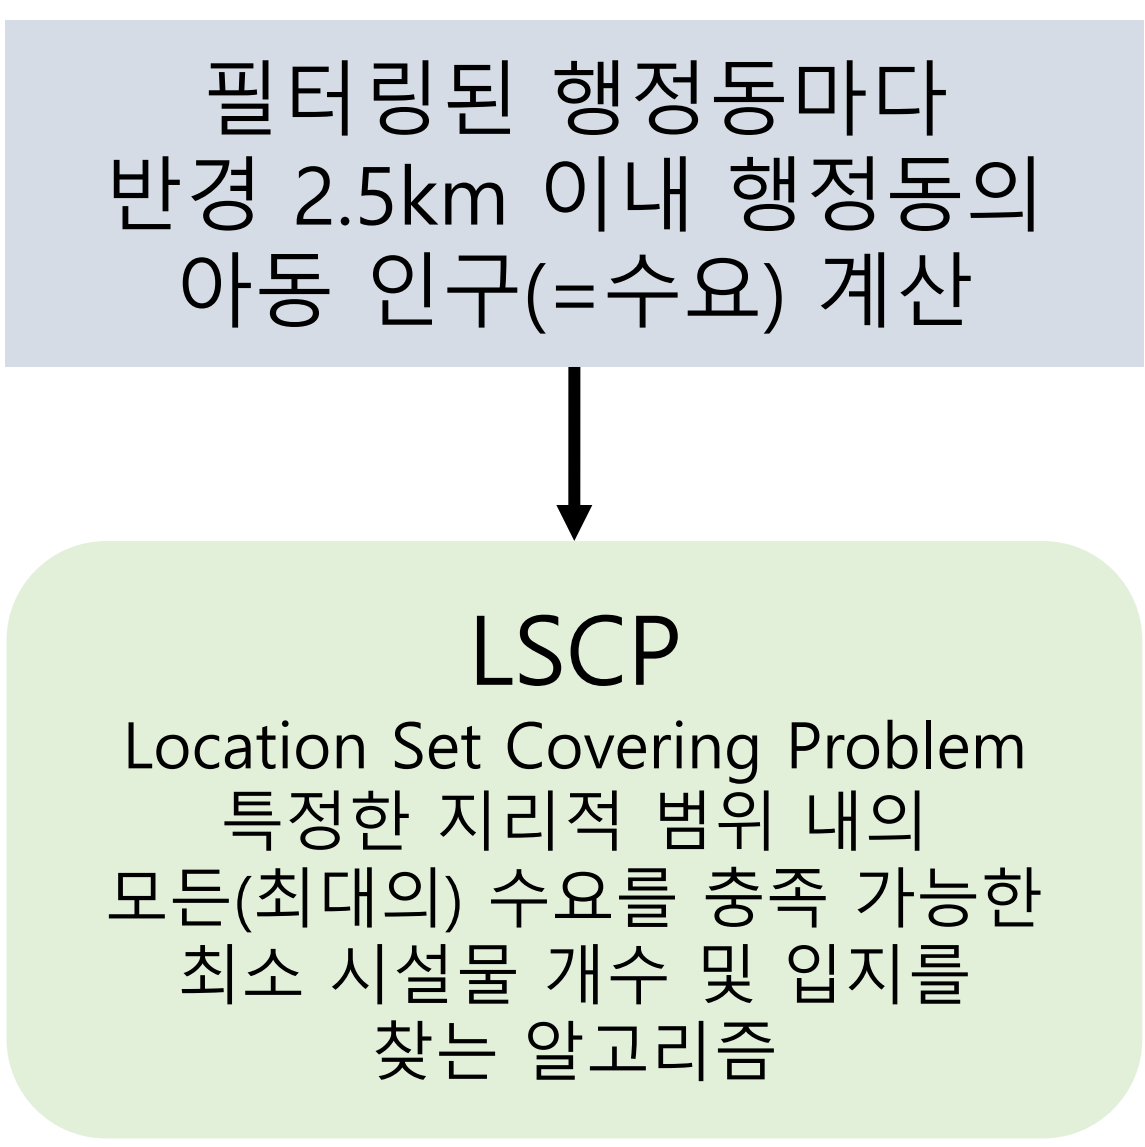 필터링된 행정동마다
반경 2.5km 이내 행정동의
아동 인구(=수요) 계산
LSCP
Location Set Covering Problem
특정한 지리적 범위 내의
모든(최대의) 수요를 충족 가능한
최소 시설물 개수 및 입지를
찾는 알고리즘